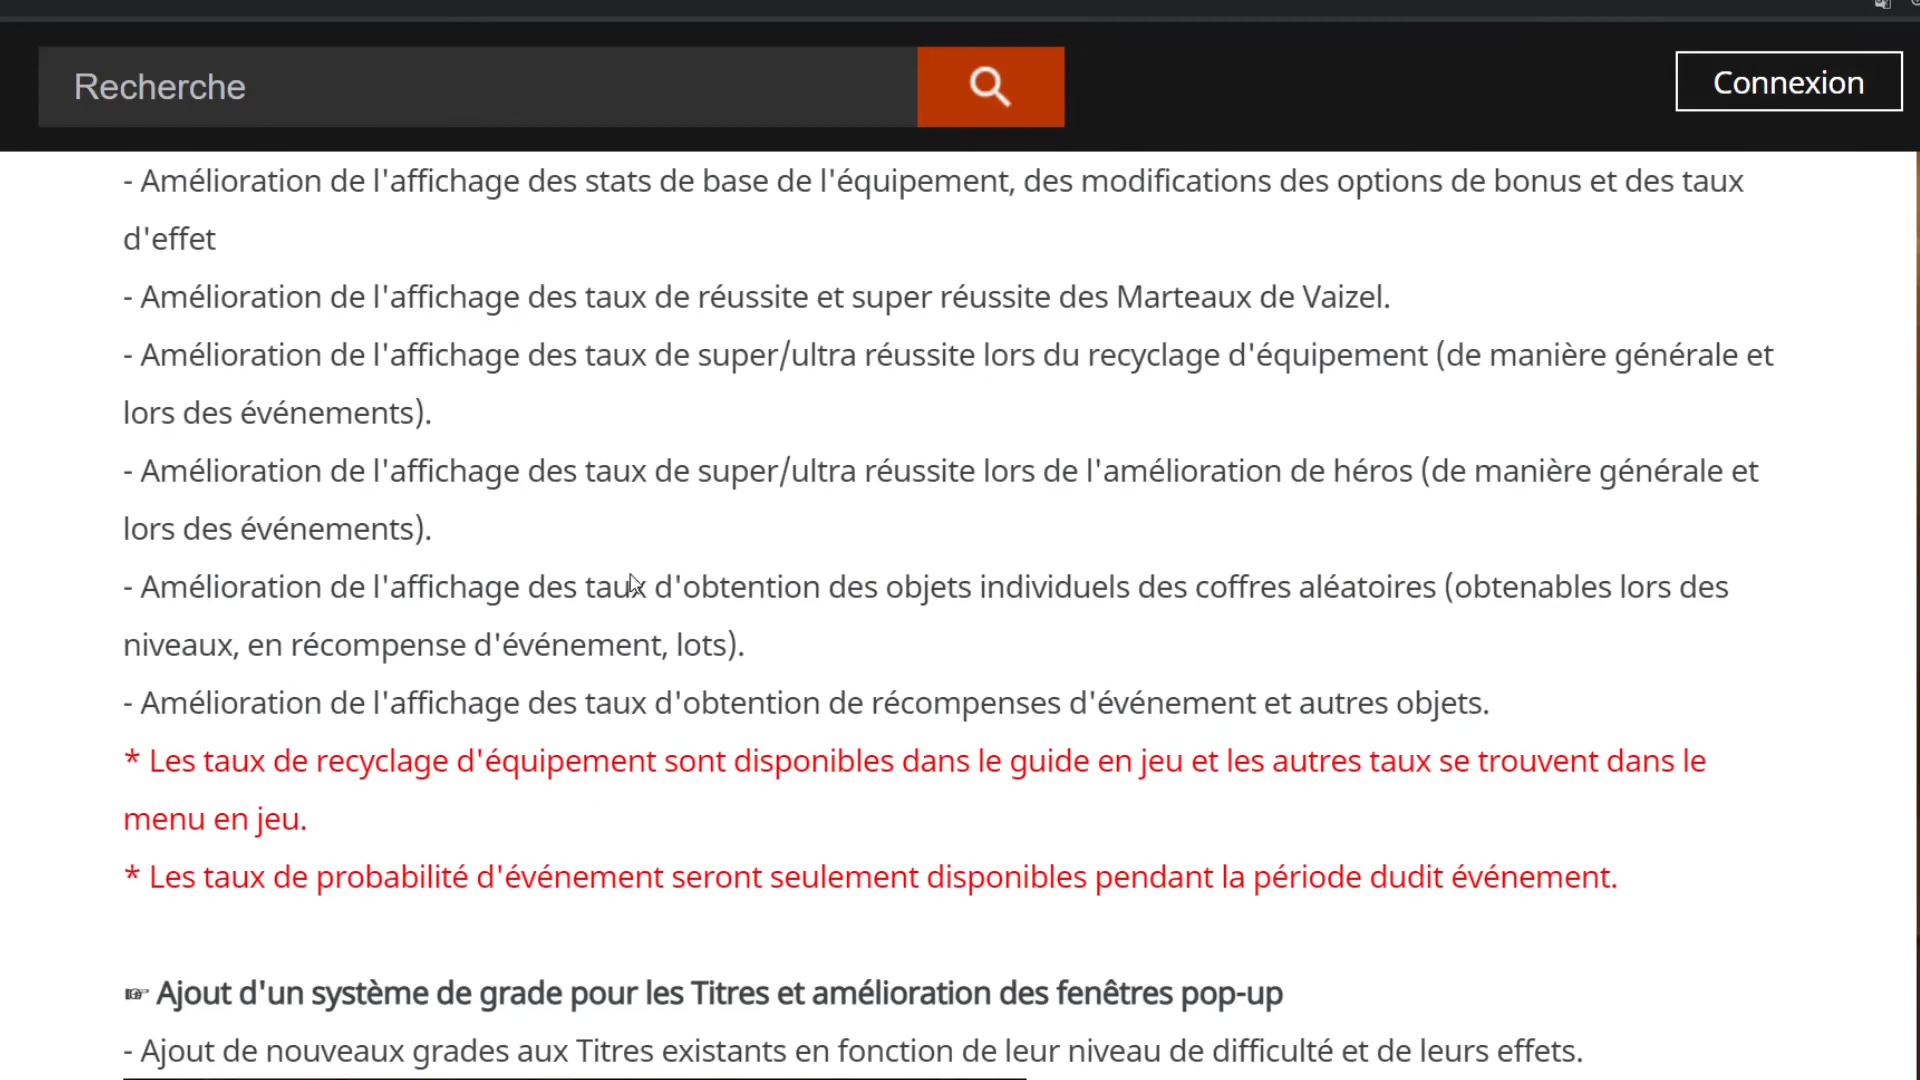 Recherche
Connexion
- Amélioration de l'affichage des stats de base de l'équipement, des modifications des options de bonus et des taux
d'effet
- Amélioration de l'affichage des taux de réussite et super réussite des Marteaux de Vaizel.
- Amélioration de l'affichage des taux de super/ultra réussite lors du recyclage d'équipement (de manière générale et
lors des événements).
- Amélioration de l'affichage des taux de super/ultra réussite lors de l'amélioration de héros (de manière générale et
lors des événements).
- Amélioration de l'affichage des taux d'obtention des objets individuels des coffres aléatoires (obtenables lors des
niveaux, en récompense d'événement, lots).
- Amélioration de l'affichage des taux d'obtention de récompenses d'événement et autres objets.
* Les taux de recyclage d'équipement sont disponibles dans le guide en jeu et les autres taux se trouvent dans le
menu en jeu.
* Les taux de probabilité d'événement seront seulement disponibles pendant la période dudit événement.
☞ Ajout d'un système de grade pour les Titres et amélioration des fenêtres pop-up
- Ajout de nouveaux grades aux Titres existants en fonction de leur niveau de difficulté et de leurs effets.